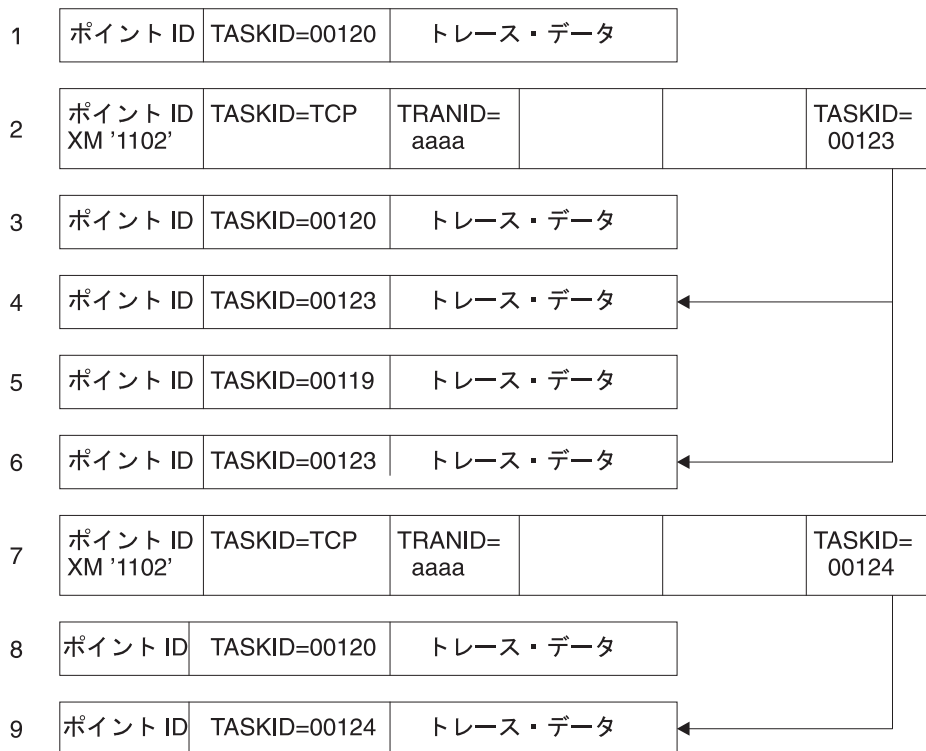 1 ポイント ID TASKID=00120 トレース・データ
2 ポイント ID XM '1102' TASKID=TCP TRANID= aaaa TASKID= 00123
3 ポイント ID TASKID=00120 トレース・データ
4 ポイント ID TASKID=00123 トレース・データ
5 ポイント ID TASKID=00119 トレース・データ
6 ポイント ID TASKID=00123 トレース・データ
7 ポイント ID XM '1102' TASKID=TCP TRANID= aaaa TASKID= 00124
8 ポイント ID TASKID=00120 トレース・データ
9 ポイント ID TASKID=00124 トレース・データ